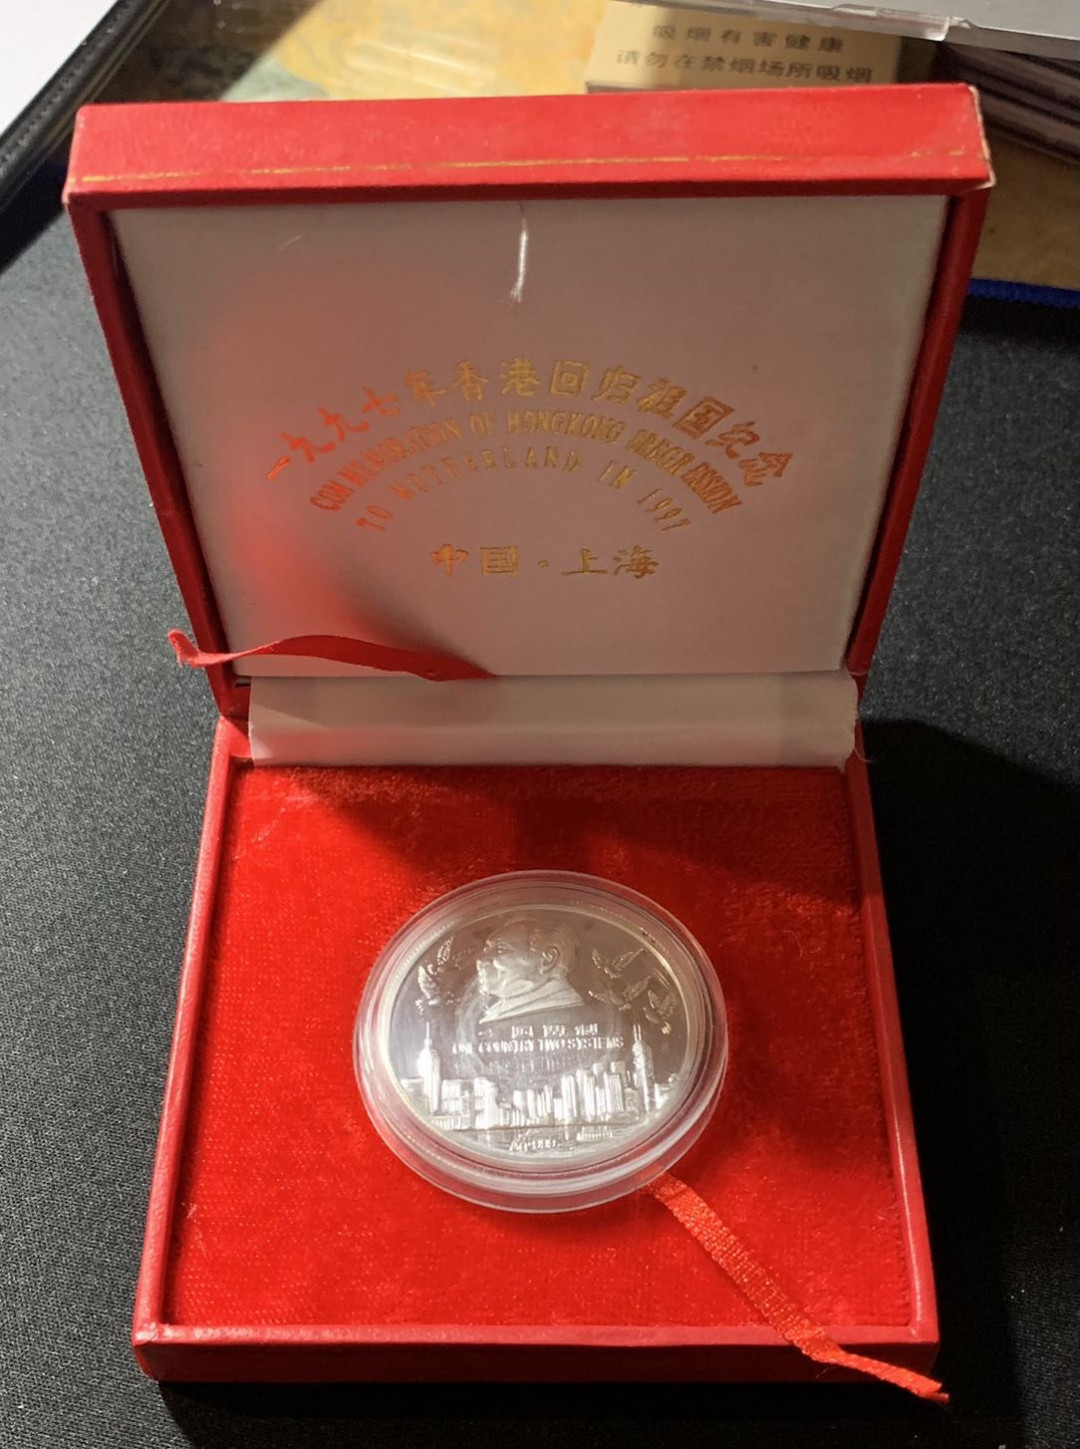 吸烟有害健康
请勿在禁烟场所吸烟
一九九七年香港回归祖国纪念
OF HONGKONG
TO MOTHERLAND IN 1997
中国·上海
COUNTRY TWO SYSTEMS